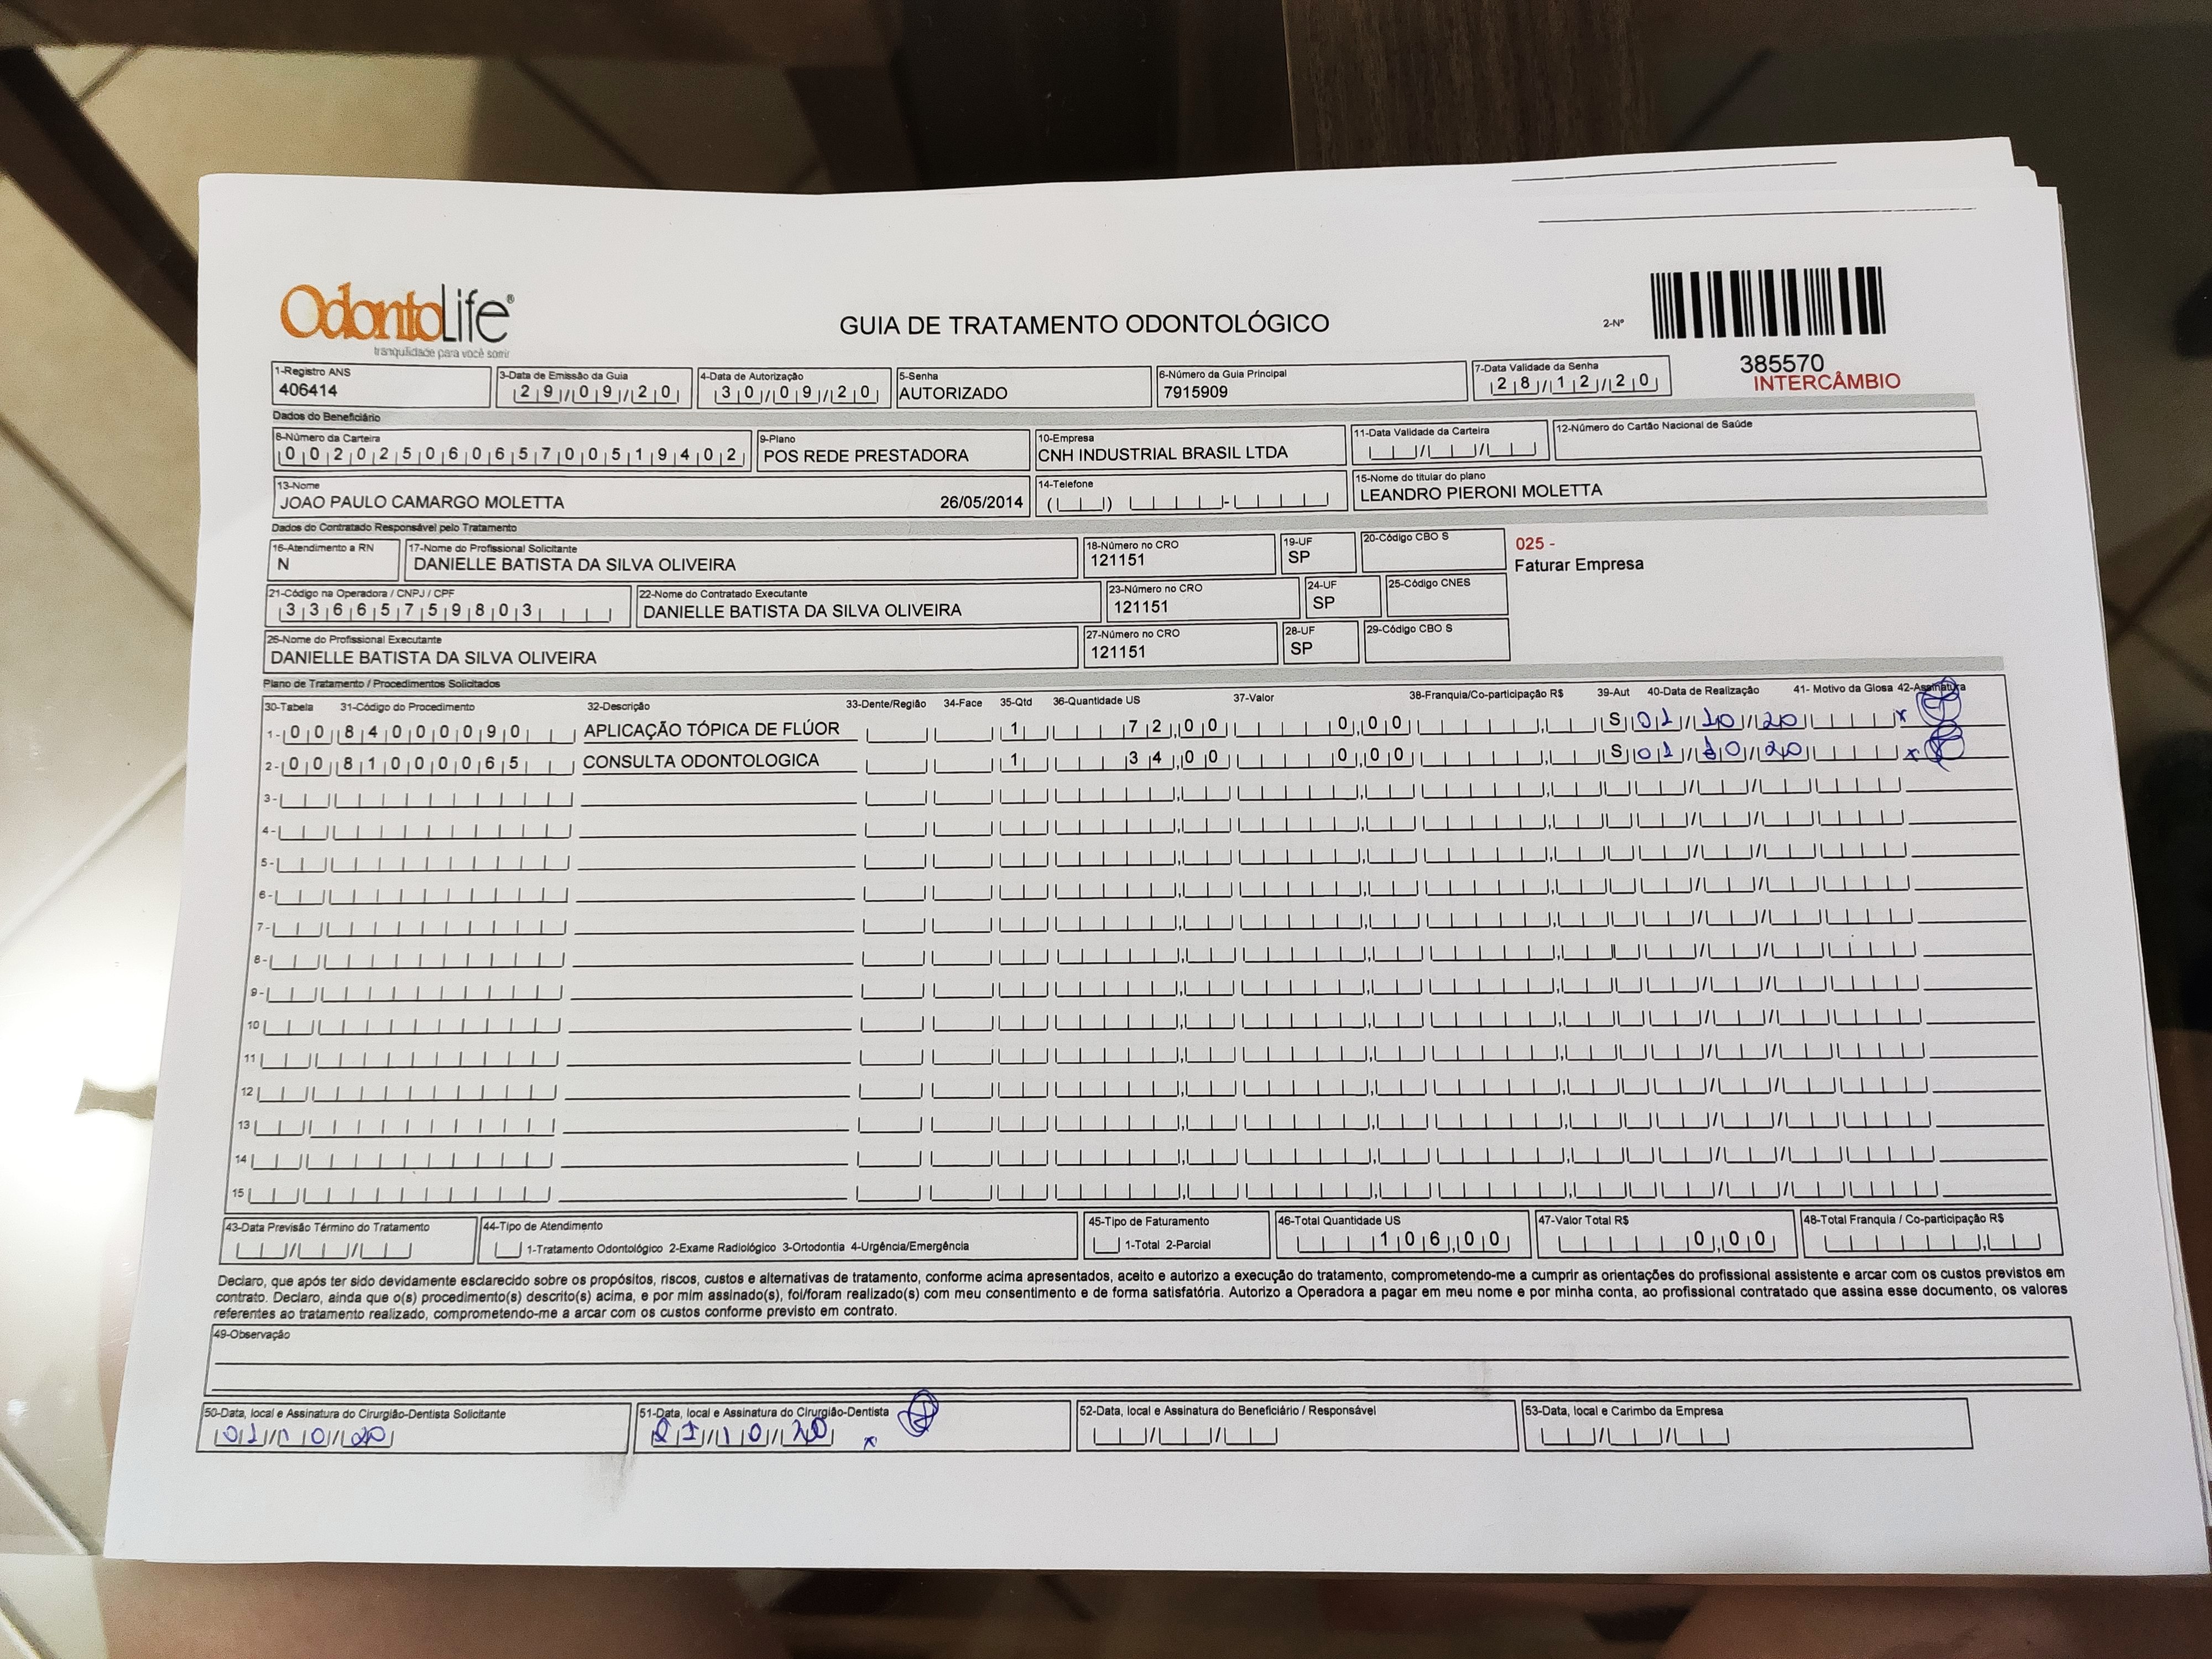 OdontoLife®
tranquilidade para você sorrir
GUIA DE TRATAMENTO ODONTOLÓGICO
2-Nº
385570
INTERCÂMBIO
1-Registro ANS
406414
3-Data de Emissão da Guia
29/09/20
4-Data de Autorização
30/09/20
5-Senha
AUTORIZADO
6-Número da Guia Principal
7915909
7-Data Validade da Senha
28/12/20
Dados do Beneficiário
8-Número da Carteira
00202506065700519402
9-Plano
POS REDE PRESTADORA
10-Empresa
CNH INDUSTRIAL BRASIL LTDA
11-Data Validade da Carteira
12-Número do Cartão Nacional de Saúde
13-Nome
JOAO PAULO CAMARGO MOLETTA 26/05/2014
14-Telefone
15-Nome do titular do plano
LEANDRO PIERONI MOLETTA
Dados do Contratado Responsável pelo Tratamento
16-Atendimento a RN
N
17-Nome do Profissional Solicitante
DANIELLE BATISTA DA SILVA OLIVEIRA
18-Número no CRO
121151
19-UF
SP
20-Código CBO S
025 -
Faturar Empresa
21-Código na Operadora / CNPJ / CPF
33665759803
22-Nome do Contratado Executante
DANIELLE BATISTA DA SILVA OLIVEIRA
23-Número no CRO
121151
24-UF
SP
25-Código CNES
26-Nome do Profissional Executante
DANIELLE BATISTA DA SILVA OLIVEIRA
27-Número no CRO
121151
28-UF
SP
29-Código CBO S
Plano de Tratamento / Procedimentos Solicitados
30-Tabela 31-Código do Procedimento 32-Descrição 33-Dente/Região 34-Face 35-Qtd 36-Quantidade US 37-Valor 38-Franquia/Co-participação R$ 39-Aut 40-Data de Realização 41- Motivo da Glosa 42-Assinatura
1- 00 84000090 APLICAÇÃO TÓPICA DE FLÚOR 1 72,00 0,00 S 01/10/20 x
2- 00 81000065 CONSULTA ODONTOLOGICA 1 34,00 0,00 S 01/10/20 x
3-
4-
5-
6-
7-
8-
9-
10
11
12
13
14
15
43-Data Previsão Término do Tratamento
44-Tipo de Atendimento
1-Tratamento Odontológico 2-Exame Radiológico 3-Ortodontia 4-Urgência/Emergência
45-Tipo de Faturamento
1-Total 2-Parcial
46-Total Quantidade US
106,00
47-Valor Total R$
0,00
48-Total Franquia / Co-participação R$
Declaro, que após ter sido devidamente esclarecido sobre os propósitos, riscos, custos e alternativas de tratamento, conforme acima apresentados, aceito e autorizo a execução do tratamento, comprometendo-me a cumprir as orientações do profissional assistente e arcar com os custos previstos em
contrato. Declaro, ainda que o(s) procedimento(s) descrito(s) acima, e por mim assinado(s), foi/foram realizado(s) com meu consentimento e de forma satisfatória. Autorizo a Operadora a pagar em meu nome e por minha conta, ao profissional contratado que assina esse documento, os valores
referentes ao tratamento realizado, comprometendo-me a arcar com os custos conforme previsto em contrato.
49-Observação
50-Data, local e Assinatura do Cirurgião-Dentista Solicitante
01/10/20
51-Data, local e Assinatura do Cirurgião-Dentista
01/10/20 x
52-Data, local e Assinatura do Beneficiário / Responsável
53-Data, local e Carimbo da Empresa